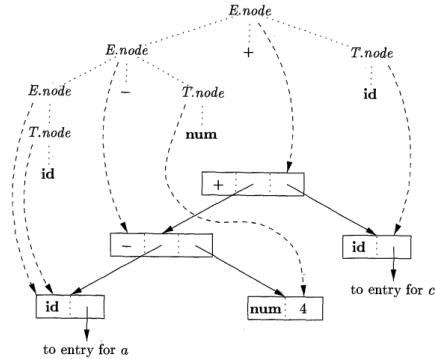 E.node
E.node + T.node
E.node − T.node id
T.node num
id
+
− id
to entry for c
id num 4
to entry for a